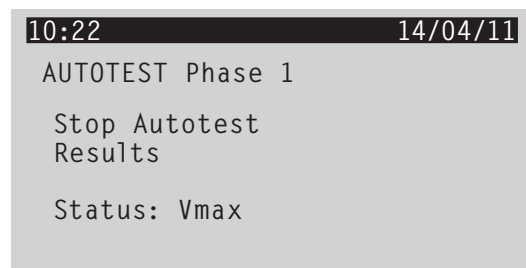 10:22 14/04/11
AUTOTEST Phase 1
Stop Autotest
Results
Status: Vmax